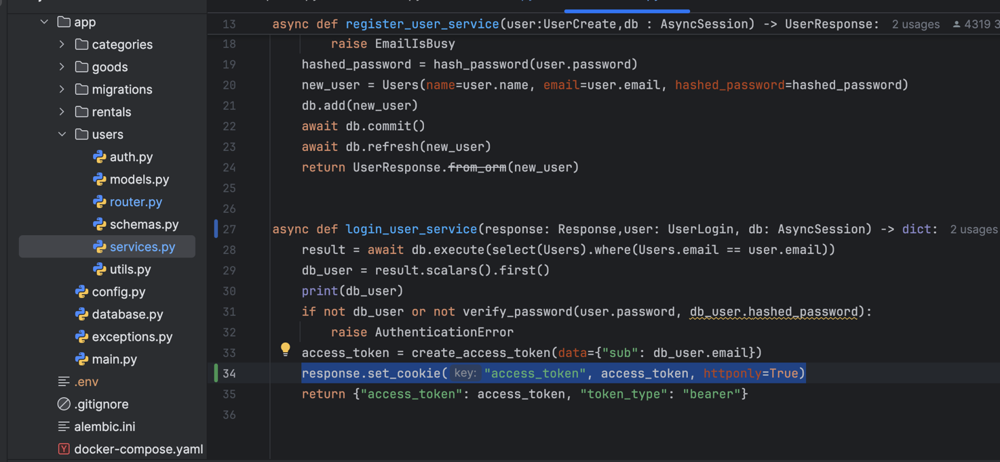 app
categories
goods
migrations
rentals
users
auth.py
models.py
router.py
schemas.py
services.py
utils.py
config.py
database.py
exceptions.py
main.py
.env
.gitignore
alembic.ini
docker-compose.yaml
13 async def register_user_service(user:UserCreate,db : AsyncSession) -> UserResponse: 2 usages 4319 3
18 raise EmailIsBusy
19 hashed_password = hash_password(user.password)
20 new_user = Users(name=user.name, email=user.email, hashed_password=hashed_password)
21 db.add(new_user)
22 await db.commit()
23 await db.refresh(new_user)
24 return UserResponse.from_orm(new_user)
25
26
27 async def login_user_service(response: Response,user: UserLogin, db: AsyncSession) -> dict: 2 usages
28 result = await db.execute(select(Users).where(Users.email == user.email))
29 db_user = result.scalars().first()
30 print(db_user)
31 if not db_user or not verify_password(user.password, db_user.hashed_password):
32 raise AuthenticationError
33 access_token = create_access_token(data={"sub": db_user.email})
34 response.set_cookie( key: "access_token", access_token, httponly=True)
35 return {"access_token": access_token, "token_type": "bearer"}
36